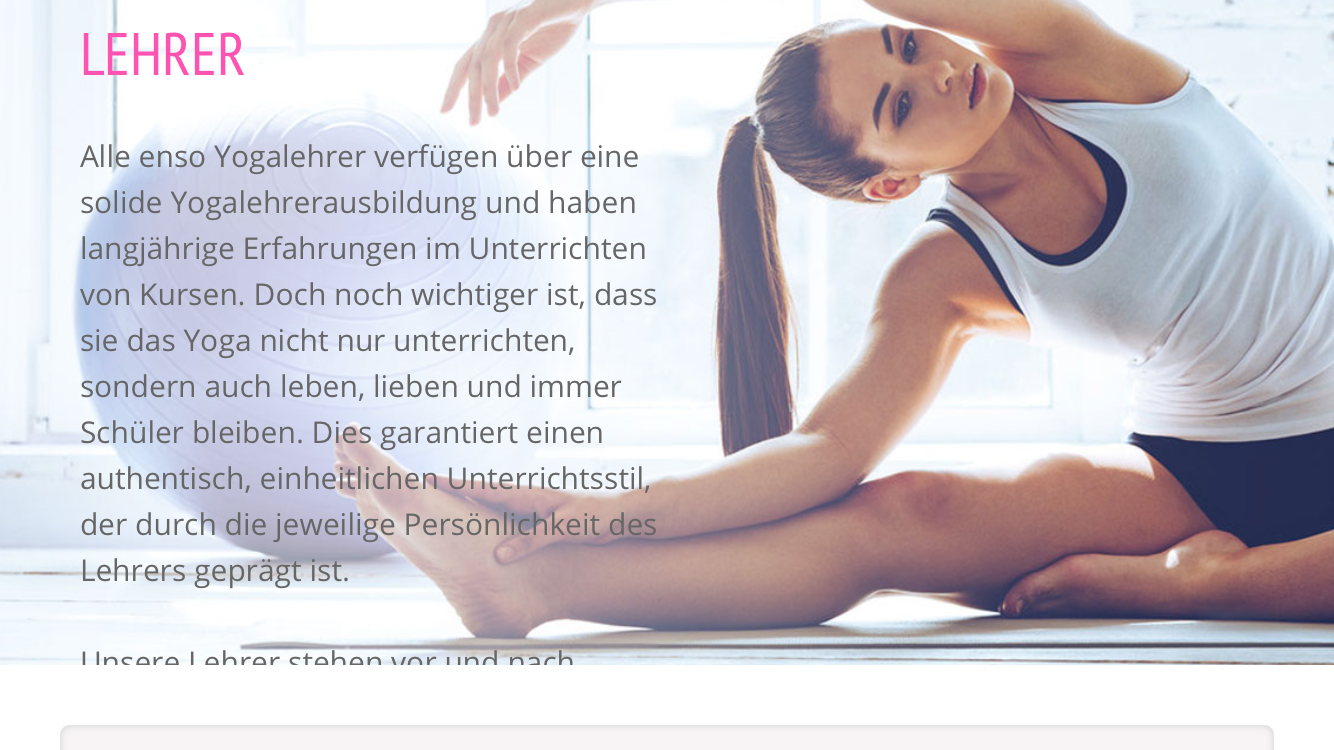 LEHRER
Alle enso Yogalehrer verfügen über eine
solide Yogalehrerausbildung und haben
langjährige Erfahrungen im Unterrichten
von Kursen. Doch noch wichtiger ist, dass
sie das Yoga nicht nur unterrichten,
sondern auch leben, lieben und immer
Schüler bleiben. Dies garantiert einen
authentisch, einheitlichen Unterrichtsstil,
der durch die jeweilige Persönlichkeit des
Lehrers geprägt ist.
Unsere Lehrer stehen vor und nach